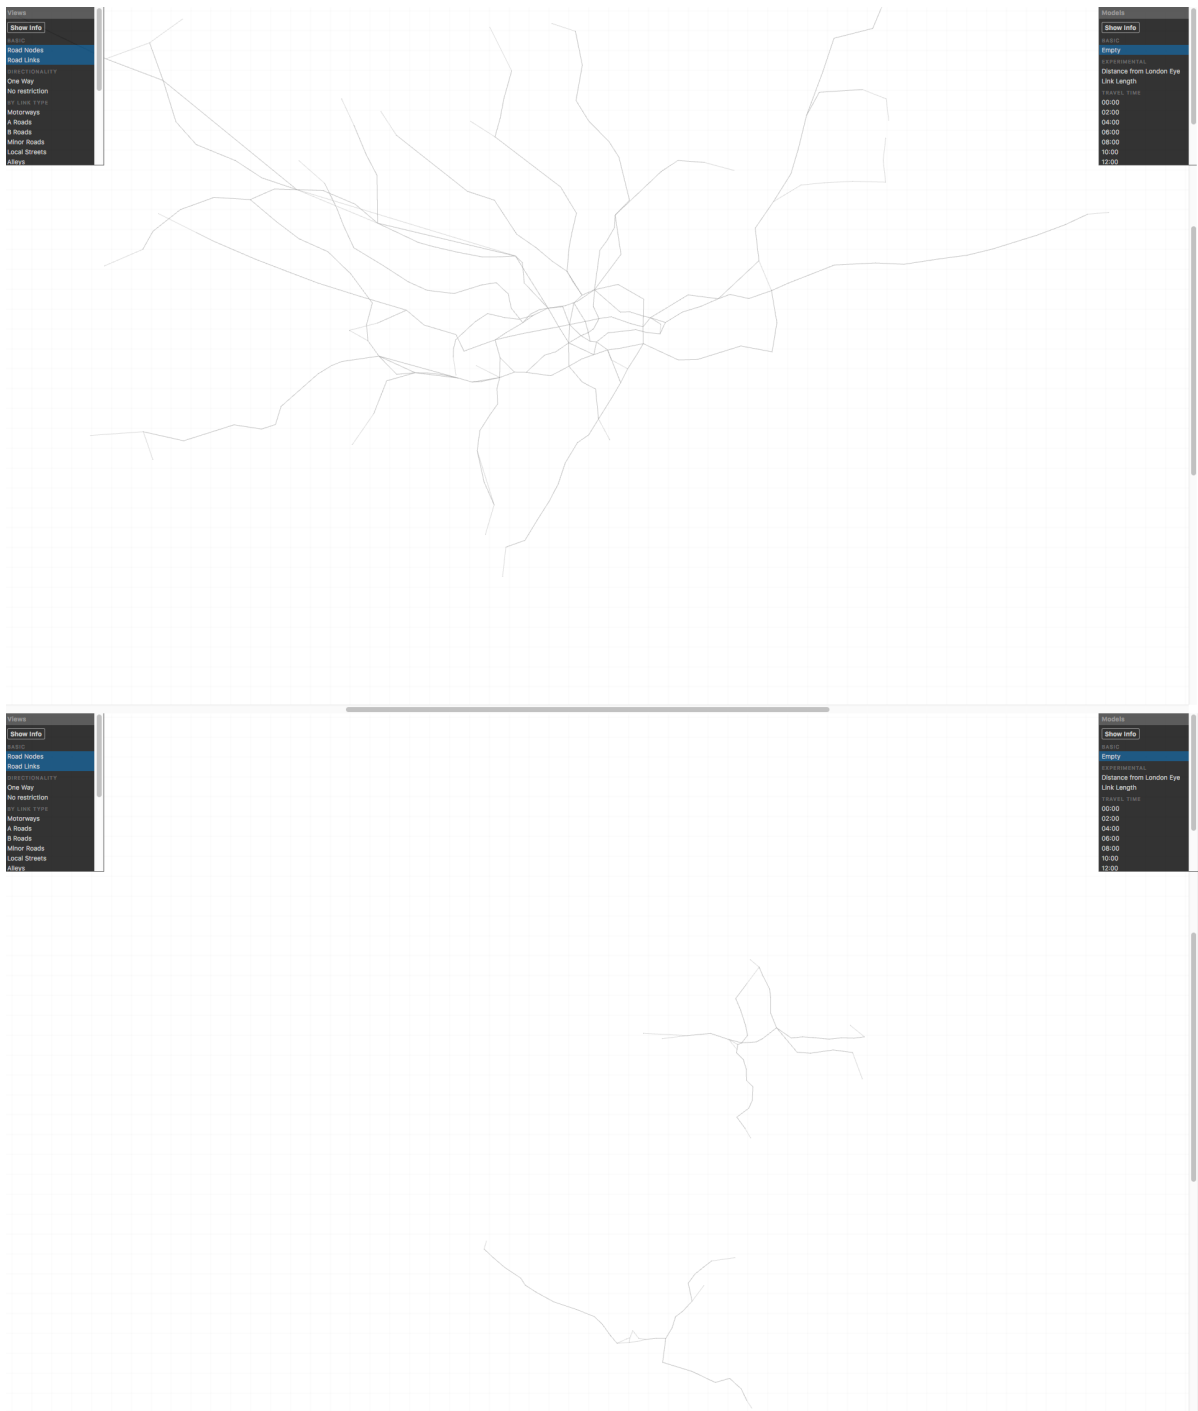 Views
Show Info
BASIC
Road Nodes
Road Links
DIRECTIONALITY
One Way
No restriction
BY LINK TYPE
Motorways
A Roads
B Roads
Minor Roads
Local Streets
Alleys
Models
Show Info
BASIC
Empty
EXPERIMENTAL
Distance from London Eye
Link Length
TRAVEL TIME
00:00
02:00
04:00
06:00
08:00
10:00
12:00
Views
Show Info
BASIC
Road Nodes
Road Links
DIRECTIONALITY
One Way
No restriction
BY LINK TYPE
Motorways
A Roads
B Roads
Minor Roads
Local Streets
Alleys
Models
Show Info
BASIC
Empty
EXPERIMENTAL
Distance from London Eye
Link Length
TRAVEL TIME
00:00
02:00
04:00
06:00
08:00
10:00
12:00